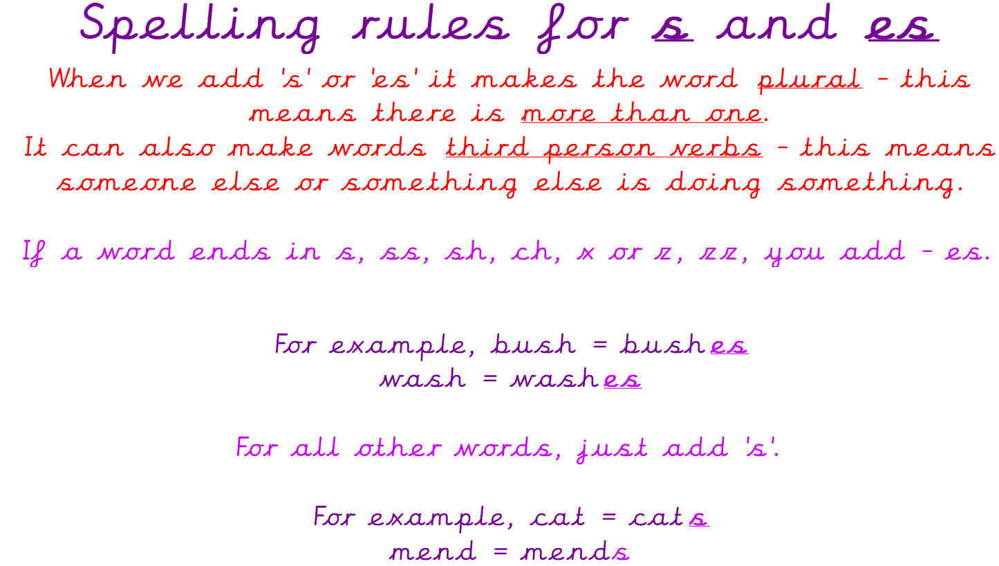 Spelling rules for s and es
When we add 's' or 'es' it makes the word plural - this
means there is more than one.
It can also make words third person verbs - this means
someone else or something else is doing something.
If a word ends in s, ss, sh, ch, x or z, zz, you add - es.
For example, bush = bushes
wash = washes
For all other words, just add 's'.
For example, cat = cats
mend = mends